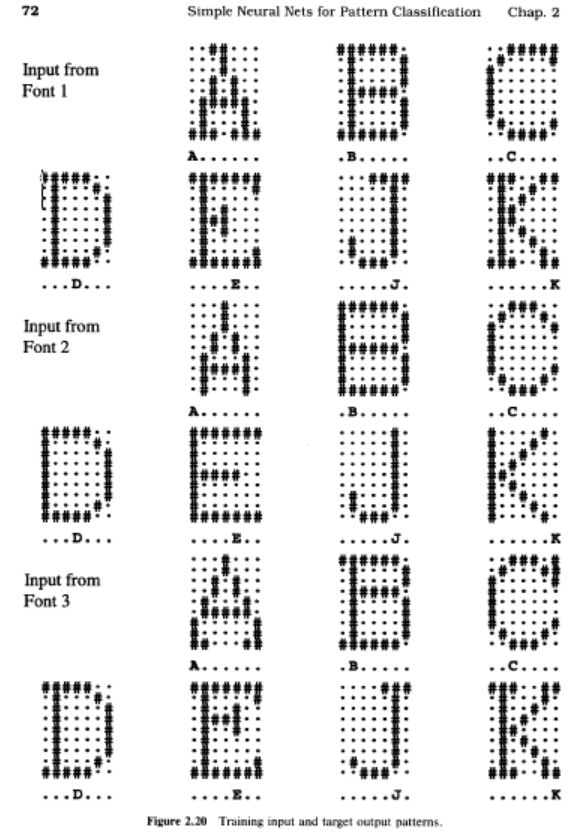 72 Simple Neural Nets for Pattern Classification Chap. 2
Input from
Font 1
A...... .B..... ..C....
...D... ....E.. .....J. ......K
Input from
Font 2
A...... .B..... ..C....
...D... ....E.. .....J. ......K
Input from
Font 3
A...... .B..... ..C....
...D... ....E.. .....J. ......K
Figure 2.20 Training input and target output patterns.